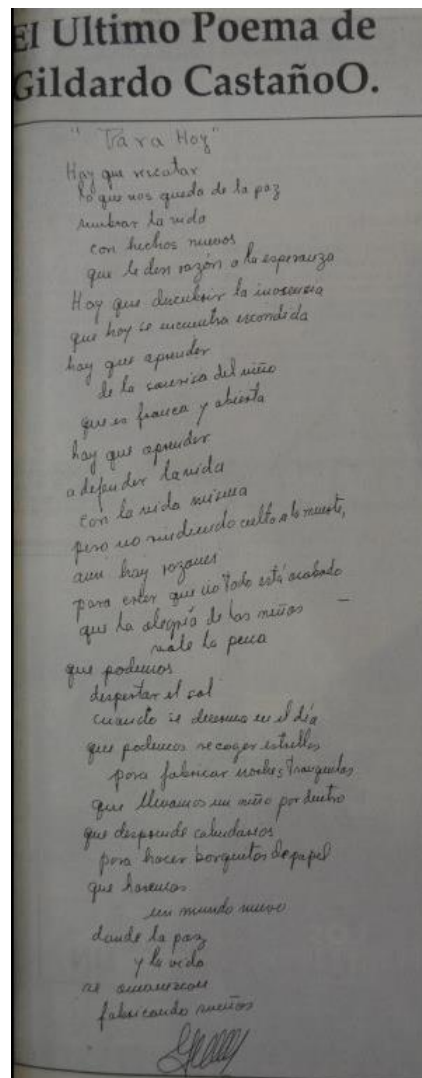 El Ultimo Poema de
Gildardo CastañoO.
"Para Hoy"
Hay que rescatar
lo que nos queda de la paz
sembrar la vida
con hechos nuevos
que le den razón a la esperanza
Hay que descubrir la inocencia
que hoy se encuentra escondida
hay que aprender
de la sonrisa del niño
que es franca y abierta
hay que aprender
a defender la vida
con la vida misma
pero no rindiendo culto a la muerte,
aun hay razones
para creer que no todo está acabado
que la alegría de los niños
vale la pena
que podemos
despertar el sol
cuando se duerma en el día
que podemos recoger estrellas
para fabricar noches tranquilas
que llevamos un niño por dentro
que desprende calendarios
para hacer barquitos de papel
que haremos
un mundo nuevo
donde la paz
y la vida
se amanezcan
fabricando sueños